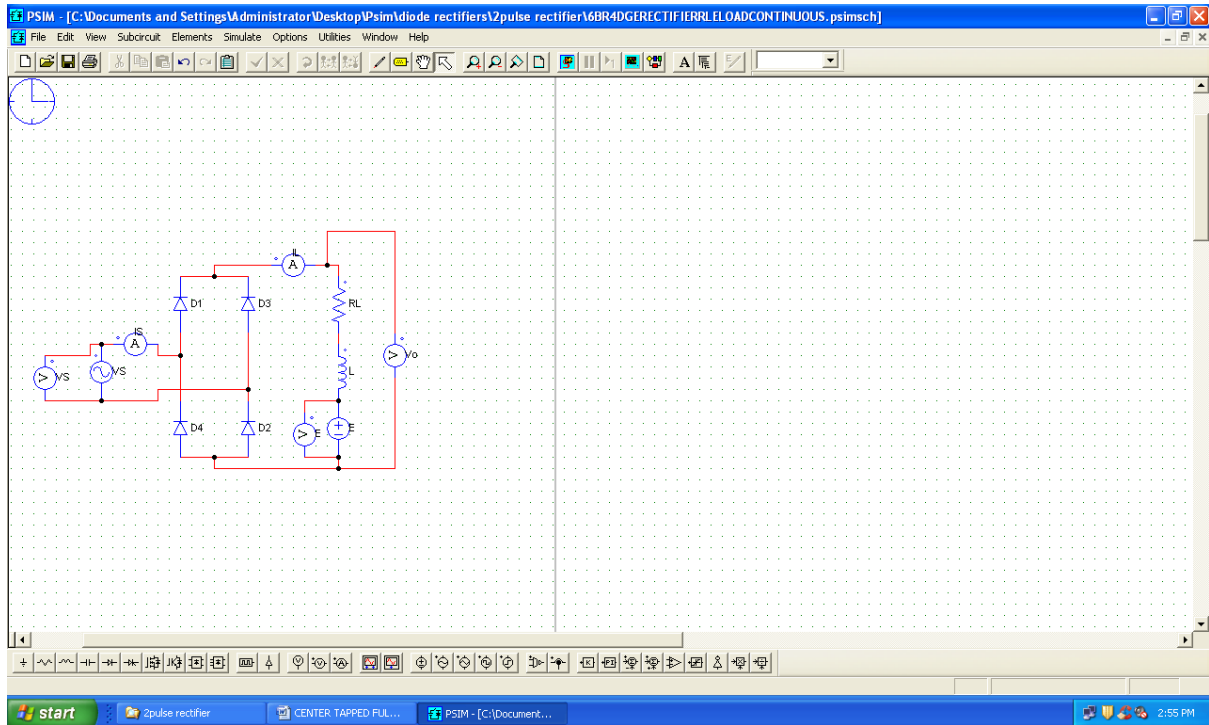 PSIM - [C:\Documents and Settings\Administrator\Desktop\Psim\diode rectifiers\2pulse rectifier\6BR4DGERECTIFIERRLELOADCONTINUOUS.psimsch]
File Edit View Subcircuit Elements Simulate Options Utilities Window Help
A
IL
A
D1
D3
RL
IS
A
V
VS
VS
V
Vo
L
D4
D2
V
E
E
K
PI
start
2pulse rectifier
CENTER TAPPED FUL...
PSIM - [C:\Document...
2:55 PM